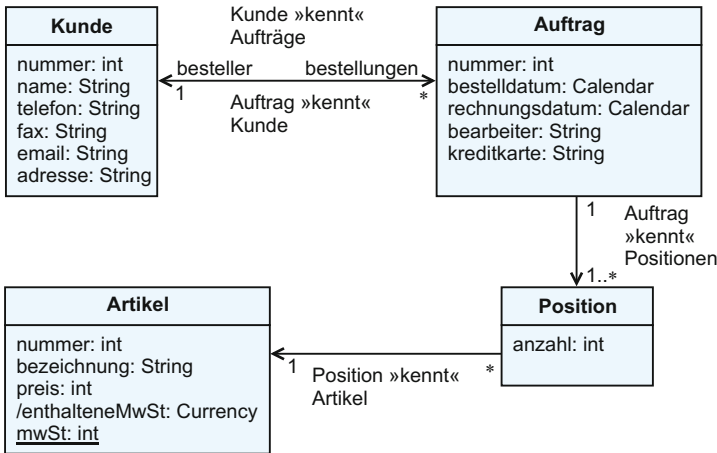 Kunde
nummer: int
name: String
telefon: String
fax: String
email: String
adresse: String
Kunde »kennt«
Aufträge
besteller bestellungen
1 *
Auftrag »kennt«
Kunde
Auftrag
nummer: int
bestelldatum: Calendar
rechnungsdatum: Calendar
bearbeiter: String
kreditkarte: String
1
Auftrag
»kennt«
Positionen
1..*
Artikel
nummer: int
bezeichnung: String
preis: int
/enthalteneMwSt: Currency
mwSt: int
1 *
Position »kennt«
Artikel
Position
anzahl: int